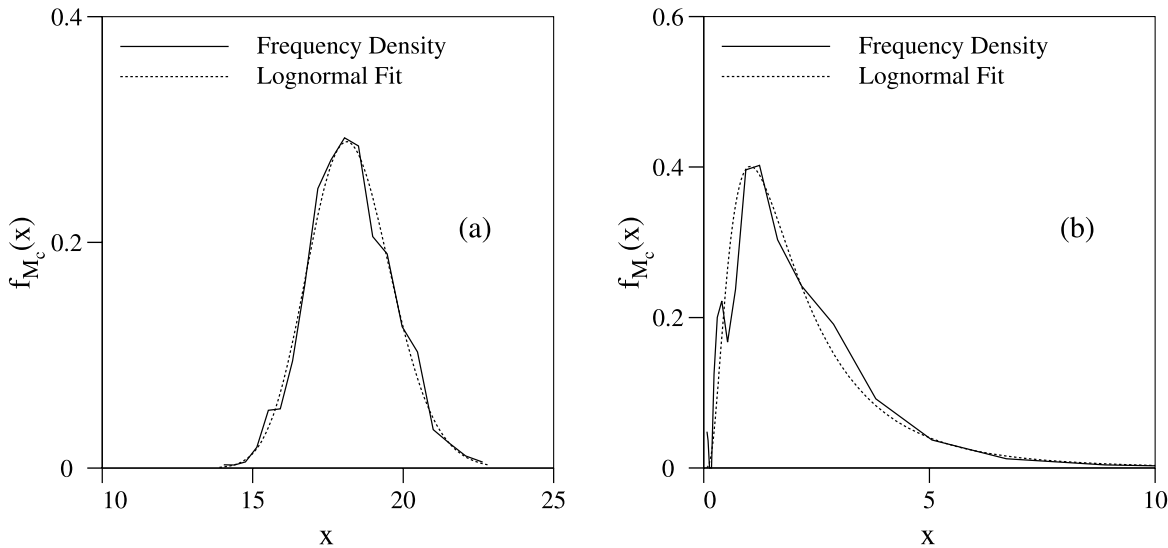 0.4
Frequency Density
Lognormal Fit
(a)
0.2
f_{M_c}(x)
0
10
15
20
25
x
0.6
Frequency Density
Lognormal Fit
0.4
(b)
f_{M_c}(x)
0.2
0
0
5
10
x